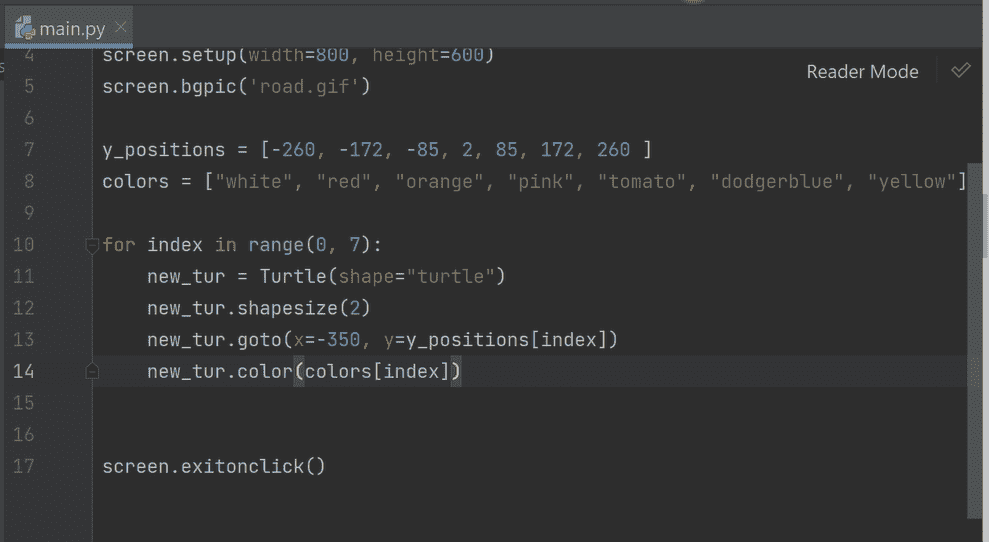 main.py
4 screen.setup(width=800, height=600)
Reader Mode
5 screen.bgpic('road.gif')
6
7 y_positions = [-260, -172, -85, 2, 85, 172, 260 ]
8 colors = ["white", "red", "orange", "pink", "tomato", "dodgerblue", "yellow"]
9
10 for index in range(0, 7):
11     new_tur = Turtle(shape="turtle")
12     new_tur.shapesize(2)
13     new_tur.goto(x=-350, y=y_positions[index])
14     new_tur.color(colors[index])
15
16
17 screen.exitonclick()